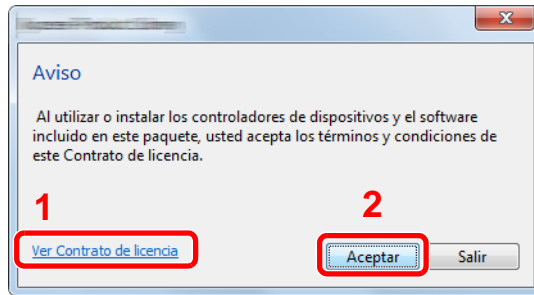 Aviso
Al utilizar o instalar los controladores de dispositivos y el software
incluido en este paquete, usted acepta los términos y condiciones de
este Contrato de licencia.
1
2
Ver Contrato de licencia
Aceptar
Salir